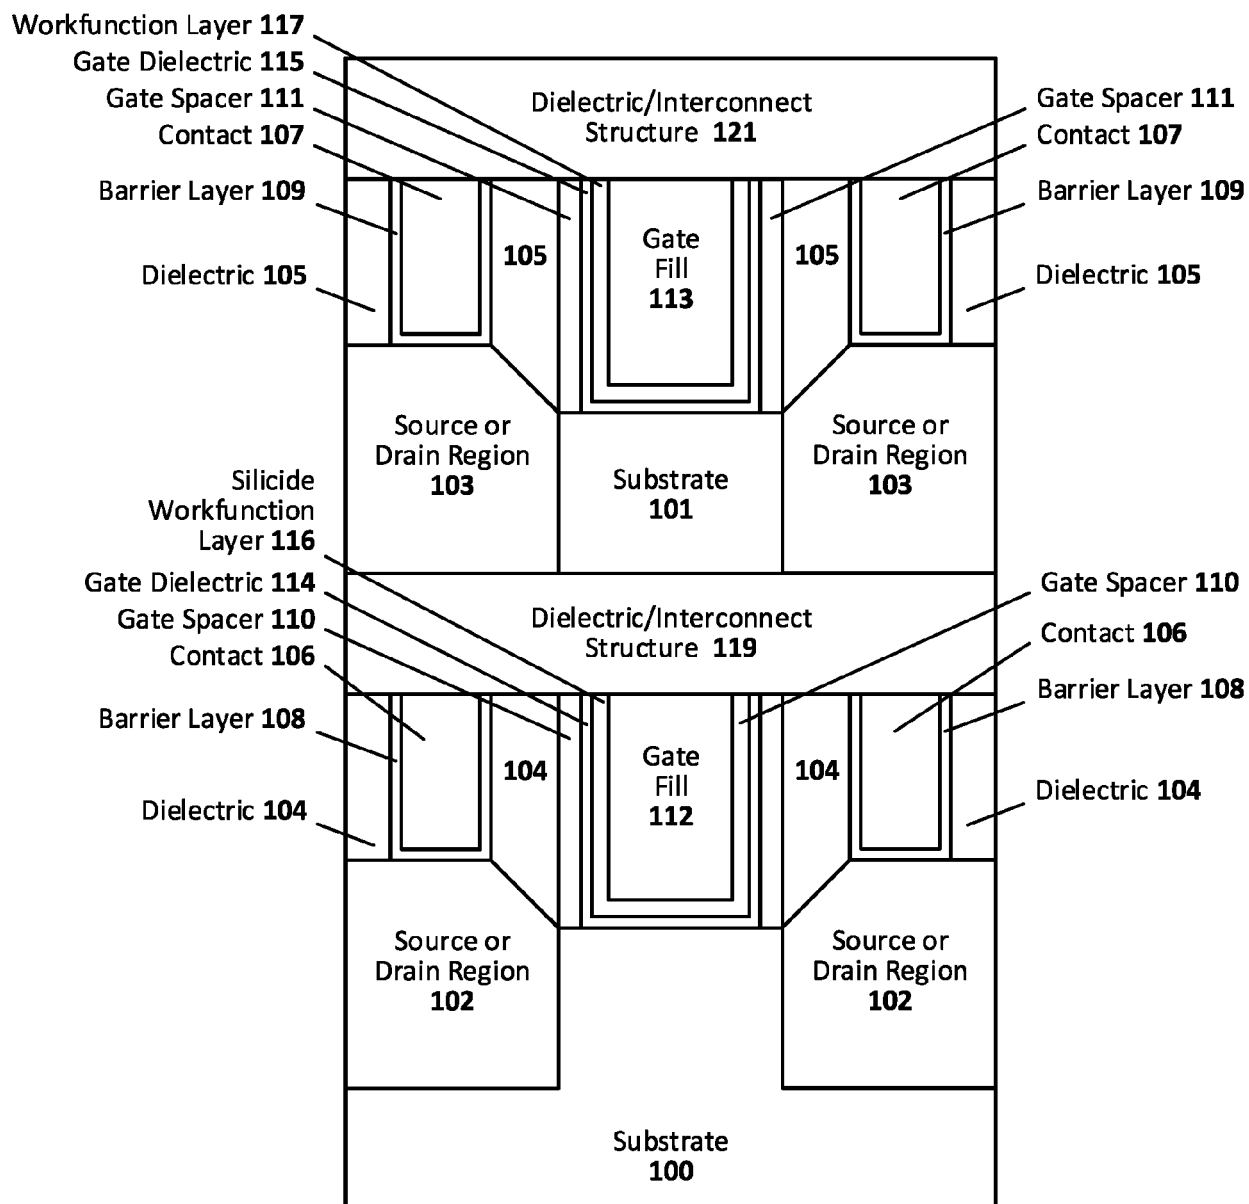 Workfunction Layer 117
Gate Dielectric 115
Gate Spacer 111
Contact 107
Barrier Layer 109
Dielectric 105
Dielectric/Interconnect
Structure 121
Gate Spacer 111
Contact 107
Barrier Layer 109
Dielectric 105
105
Gate
Fill
113
105
Source or
Drain Region
103
Substrate
101
Source or
Drain Region
103
Silicide
Workfunction
Layer 116
Gate Dielectric 114
Gate Spacer 110
Contact 106
Barrier Layer 108
Dielectric 104
Dielectric/Interconnect
Structure 119
Gate Spacer 110
Contact 106
Barrier Layer 108
Dielectric 104
104
Gate
Fill
112
104
Source or
Drain Region
102
Source or
Drain Region
102
Substrate
100